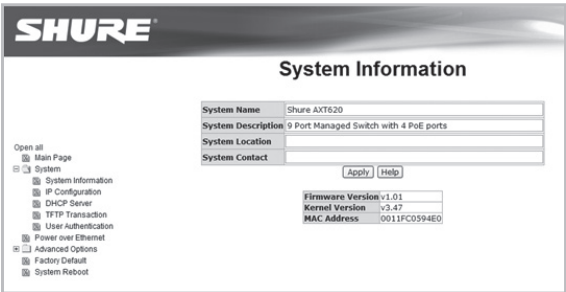 SHURE
System Information
System Name Shure AXT620
System Description 9 Port Managed Switch with 4 PoE ports
System Location
System Contact
Apply Help
Firmware Version v1.01
Kernel Version v3.47
MAC Address 0011FC0594E0
Open all
Main Page
System
System Information
IP Configuration
DHCP Server
TFTP Transaction
User Authentication
Power over Ethernet
Advanced Options
Factory Default
System Reboot